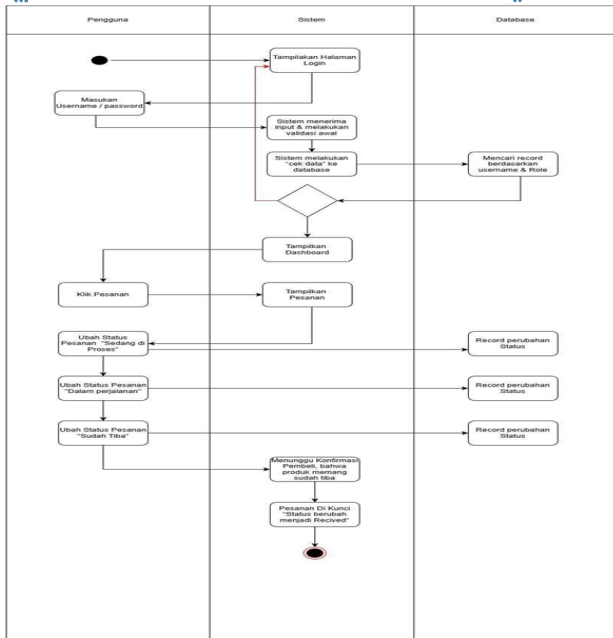 Pengguna
Sistem
Database
Tampilakan Halaman
Login
Masukan
Username / password
Sistem menerima
input & melakukan
validasi awal
Sistem melakukan
"cek data" ke
database
Mencari record
berdasarkan
username & Role
Tampilkan
Dashboard
Klik Pesanan
Tampilkan
Pesanan
Ubah Status
Pesanan "Sedang di
Proses"
Record perubahan
Status
Ubah Status Pesanan
"Dalam perjalanan"
Record perubahan
Status
Ubah Status Pesanan
"Sudah Tiba"
Record perubahan
Status
Menunggu Konfirmasi
Pembeli, bahwa
produk memang
sudah tiba
Pesanan Di Kunci
"Status berubah
menjadi Recived"